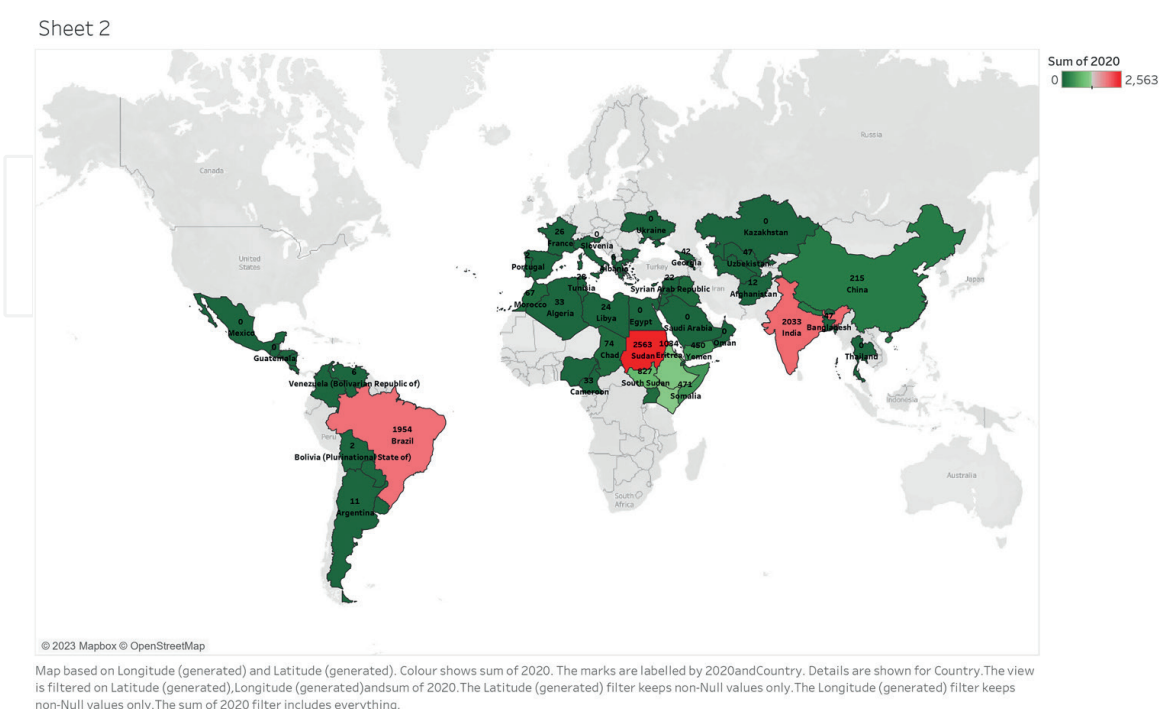 Sheet 2
Sum of 2020
0 2,563
Canada
Russia
United
States
26
France
0
Slovenia
0
Ukraine
0
Kazakhstan
Portugal
Albania
Turkey
42
Georgia
47
Uzbekistan
Japan
Tunisia
22
Syrian Arab Republic
Iran
12
Afghanistan
215
China
67
Morocco
33
Algeria
24
Libya
0
Egypt
0
Saudi Arabia
0
Oman
0
Mexico
0
Guatemala
2033
India
47
Bangladesh
0
Thailand
74
Chad
2563
Sudan
1084
Eritrea
480
Yemen
827
South Sudan
471
Somalia
33
Cameroon
6
Venezuela (Bolivarian Republic of)
Peru
1954
Brazil
2
Bolivia (Plurinational State of)
11
Argentina
Indonesia
Australia
South
Africa
© 2023 Mapbox © OpenStreetMap
Map based on Longitude (generated) and Latitude (generated). Colour shows sum of 2020. The marks are labelled by 2020andCountry. Details are shown for Country.The view
is filtered on Latitude (generated),Longitude (generated)andsum of 2020.The Latitude (generated) filter keeps non-Null values only.The Longitude (generated) filter keeps
non-Null values only.The sum of 2020 filter includes everything.